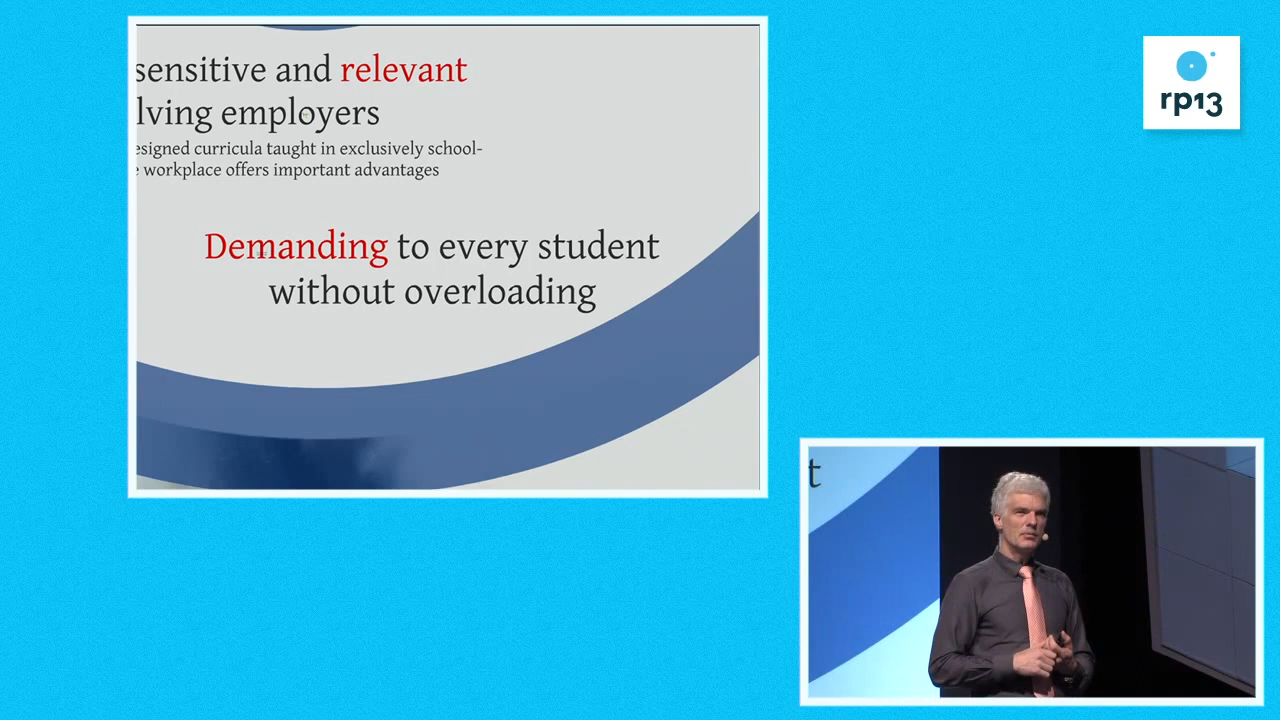 sensitive and relevant
lving employers
esigned curricula taught in exclusively school-
workplace offers important advantages
Demanding to every student
without overloading
rp13
t